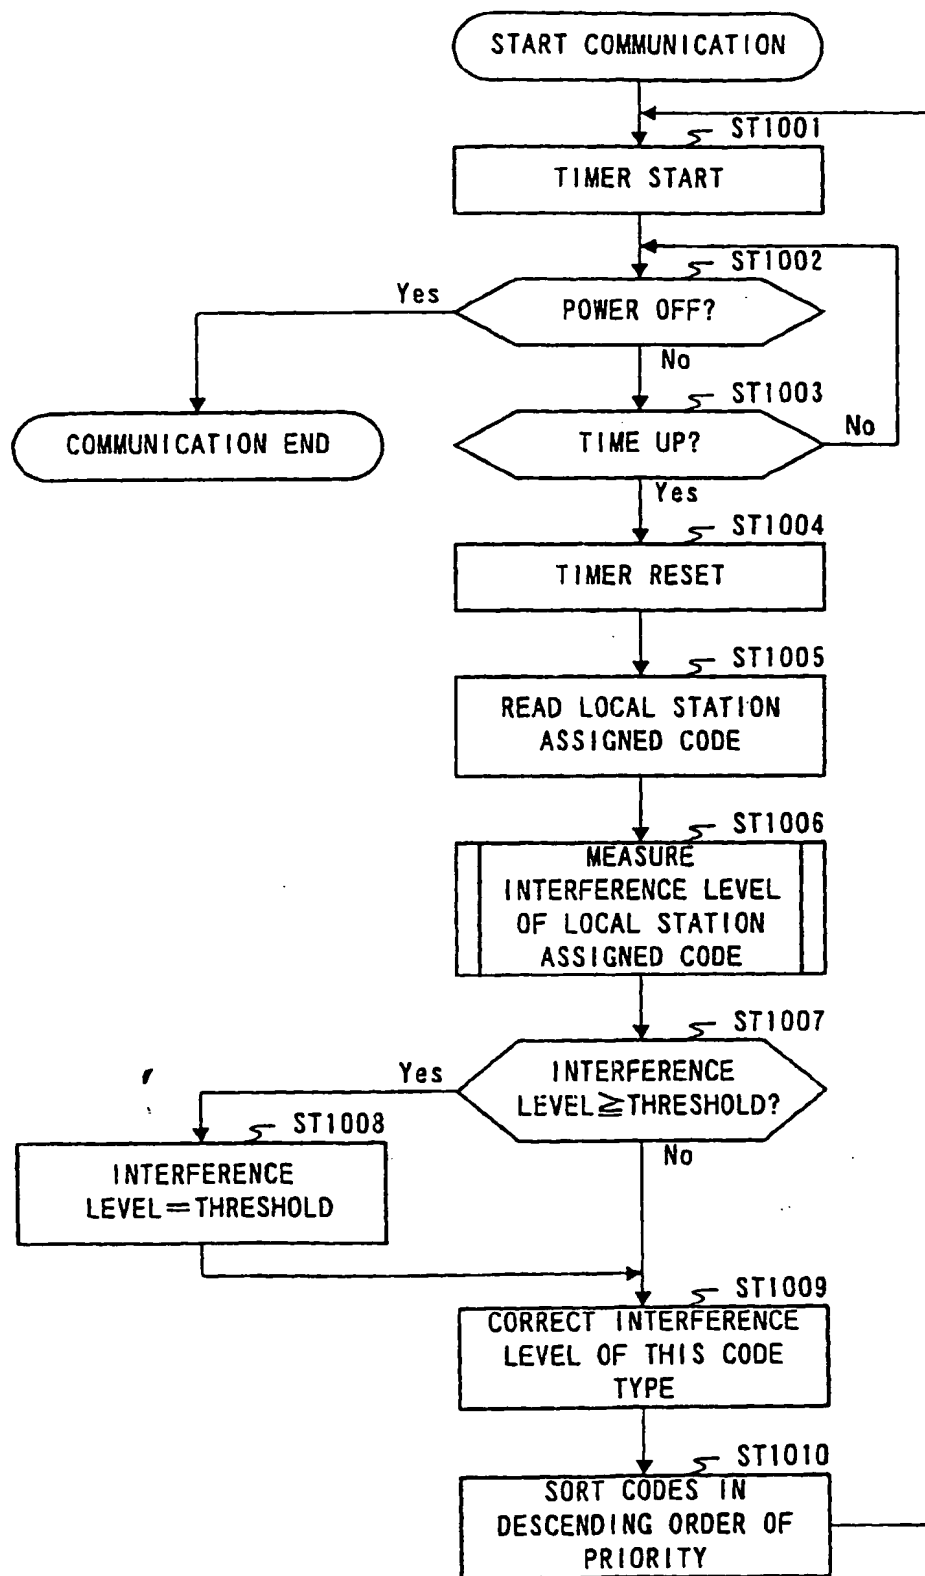 START COMMUNICATION
ST1001
TIMER START
ST1002
Yes
POWER OFF?
No
ST1003
COMMUNICATION END
TIME UP?
No
Yes
ST1004
TIMER RESET
ST1005
READ LOCAL STATION
ASSIGNED CODE
ST1006
MEASURE
INTERFERENCE LEVEL
OF LOCAL STATION
ASSIGNED CODE
ST1007
Yes
INTERFERENCE
LEVEL≧THRESHOLD?
ST1008
No
INTERFERENCE
LEVEL=THRESHOLD
ST1009
CORRECT INTERFERENCE
LEVEL OF THIS CODE
TYPE
ST1010
SORT CODES IN
DESCENDING ORDER OF
PRIORITY